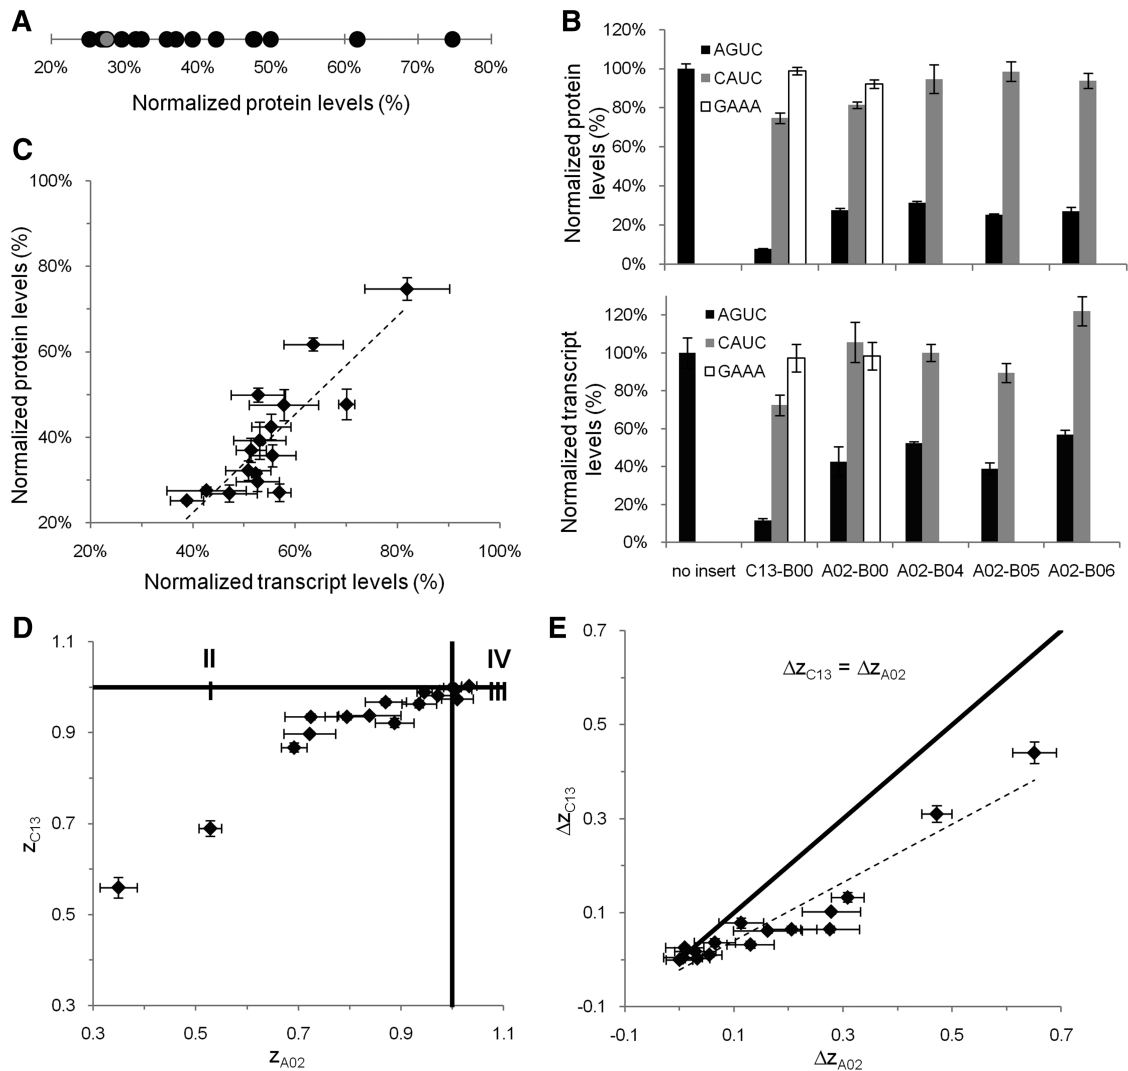 A
20% 30% 40% 50% 60% 70% 80%
Normalized protein levels (%)
B
Normalized protein
levels (%)
120%
100%
80%
60%
40%
20%
0%
AGUC
CAUC
GAAA
Normalized transcript
levels (%)
120%
100%
80%
60%
40%
20%
0%
AGUC
CAUC
GAAA
no insert C13-B00 A02-B00 A02-B04 A02-B05 A02-B06
C
Normalized protein levels (%)
100%
80%
60%
40%
20%
20% 40% 60% 80% 100%
Normalized transcript levels (%)
D
1.1
0.9
0.7
0.5
0.3
zC13
II
IV
I
III
0.3 0.5 0.7 0.9 1.1
zA02
E
0.7
0.5
0.3
0.1
-0.1
ΔzC13
ΔzC13 = ΔzA02
-0.1 0.1 0.3 0.5 0.7
ΔzA02